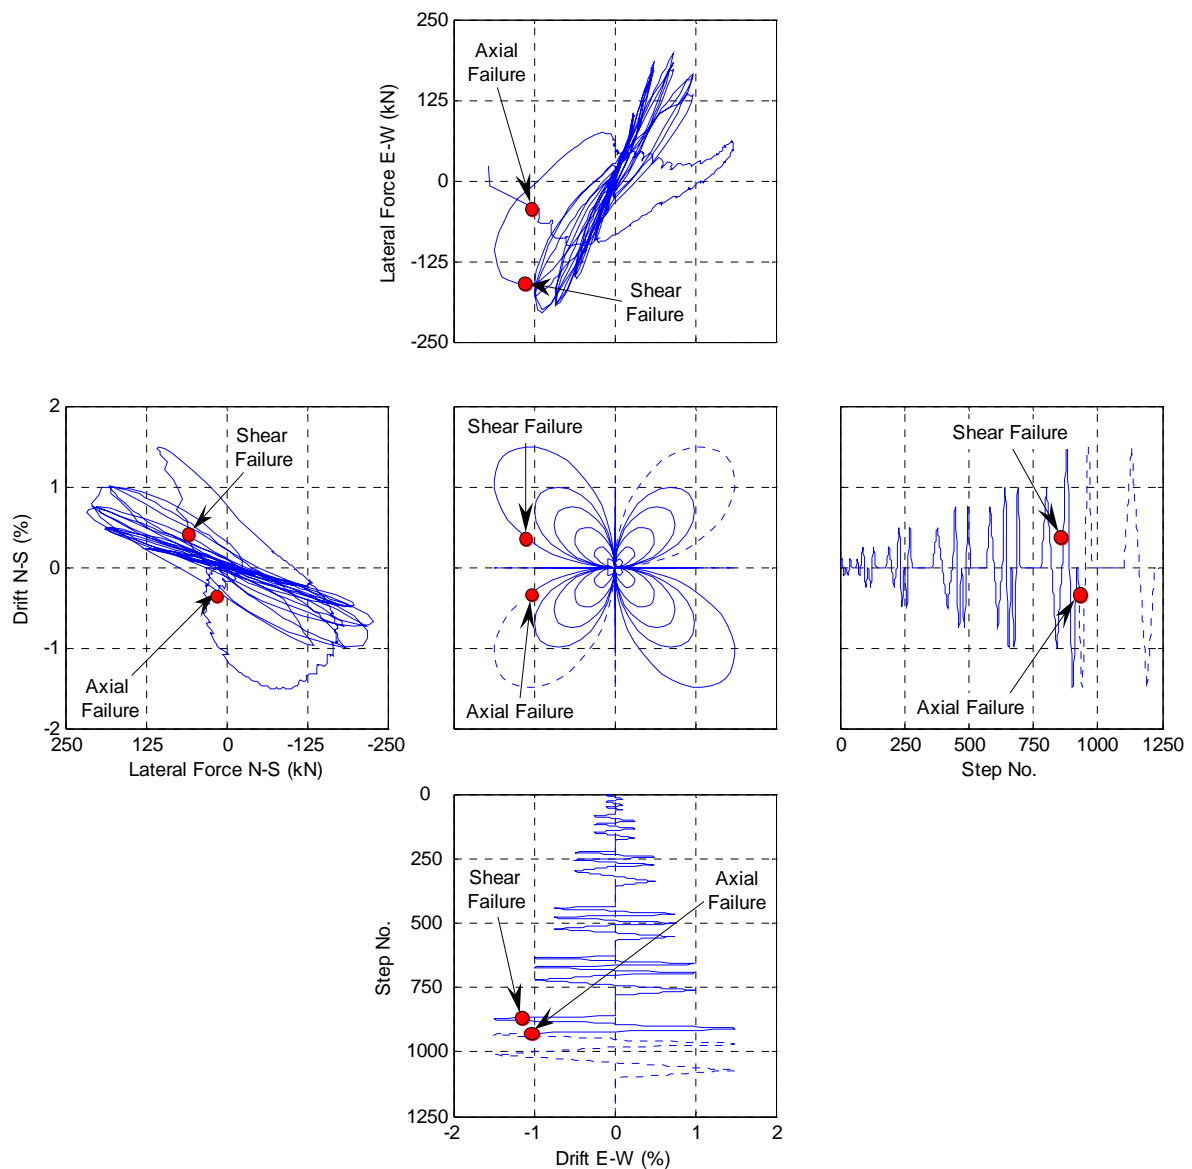 250
125
0
-125
-250
Lateral Force E-W (kN)
Axial
Failure
Shear
Failure
2
1
0
-1
-2
Drift N-S (%)
Shear
Failure
Axial
Failure
250
125
0
-125
-250
Lateral Force N-S (kN)
Shear Failure
Axial Failure
Shear Failure
Axial Failure
0
250
500
750
1000
1250
Step No.
0
250
500
750
1000
1250
Step No.
Shear
Failure
Axial
Failure
-2
-1
0
1
2
Drift E-W (%)